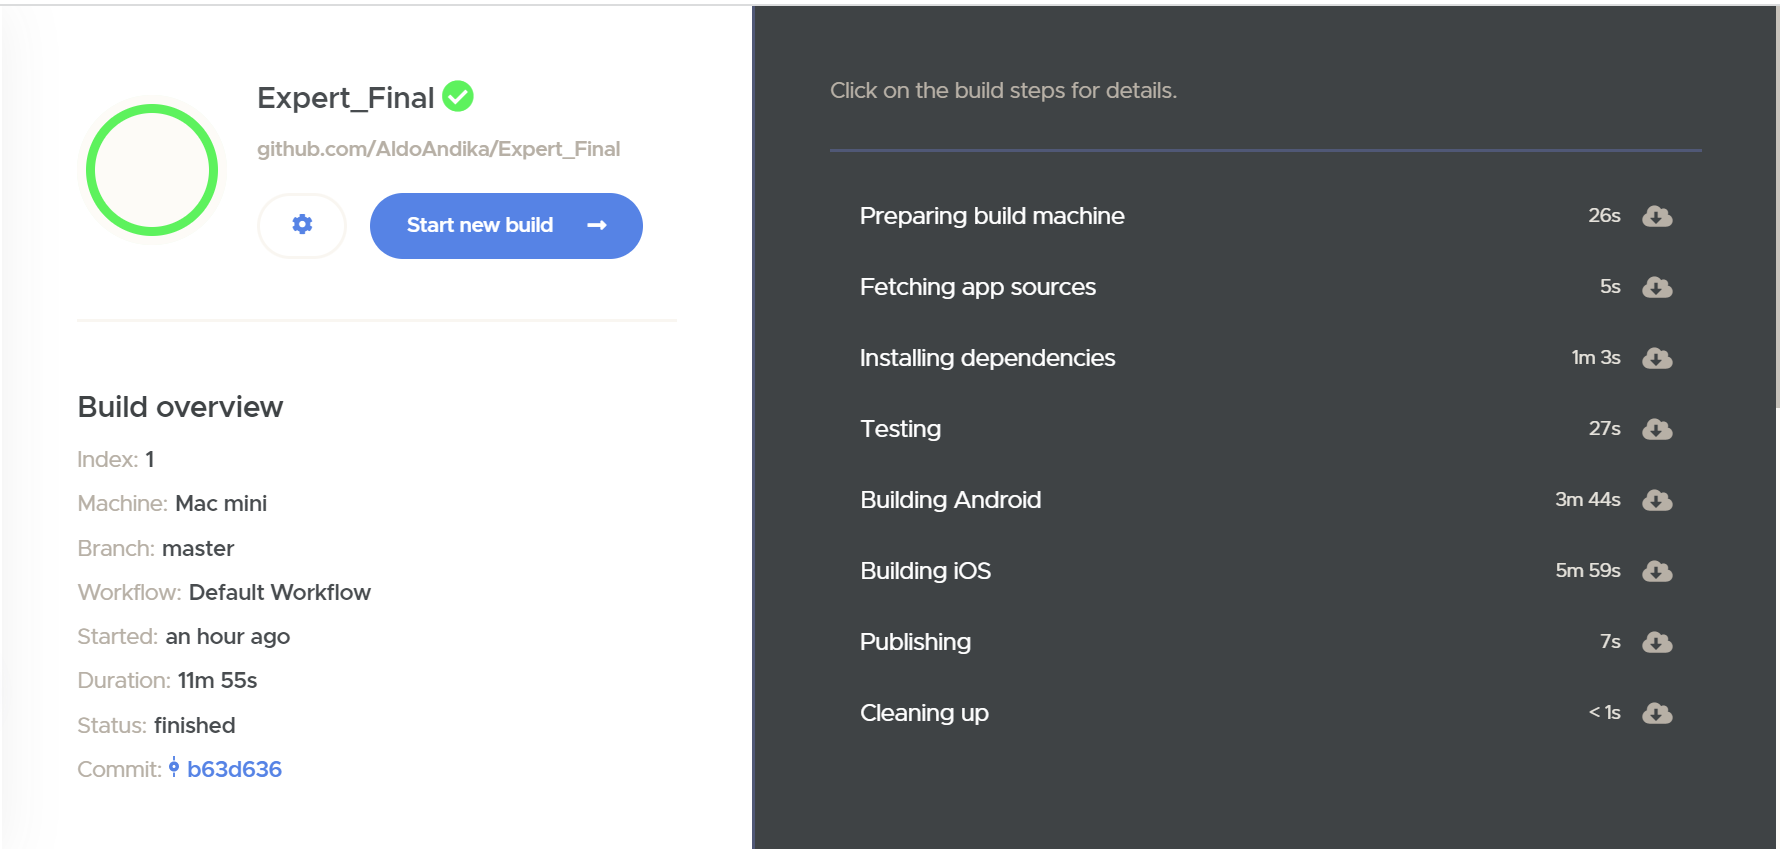 Expert_Final
github.com/AldoAndika/Expert_Final
Start new build
Build overview
Index: 1
Machine: Mac mini
Branch: master
Workflow: Default Workflow
Started: an hour ago
Duration: 11m 55s
Status: finished
Commit: b63d636
Click on the build steps for details.
Preparing build machine 26s
Fetching app sources 5s
Installing dependencies 1m 3s
Testing 27s
Building Android 3m 44s
Building iOS 5m 59s
Publishing 7s
Cleaning up < 1s